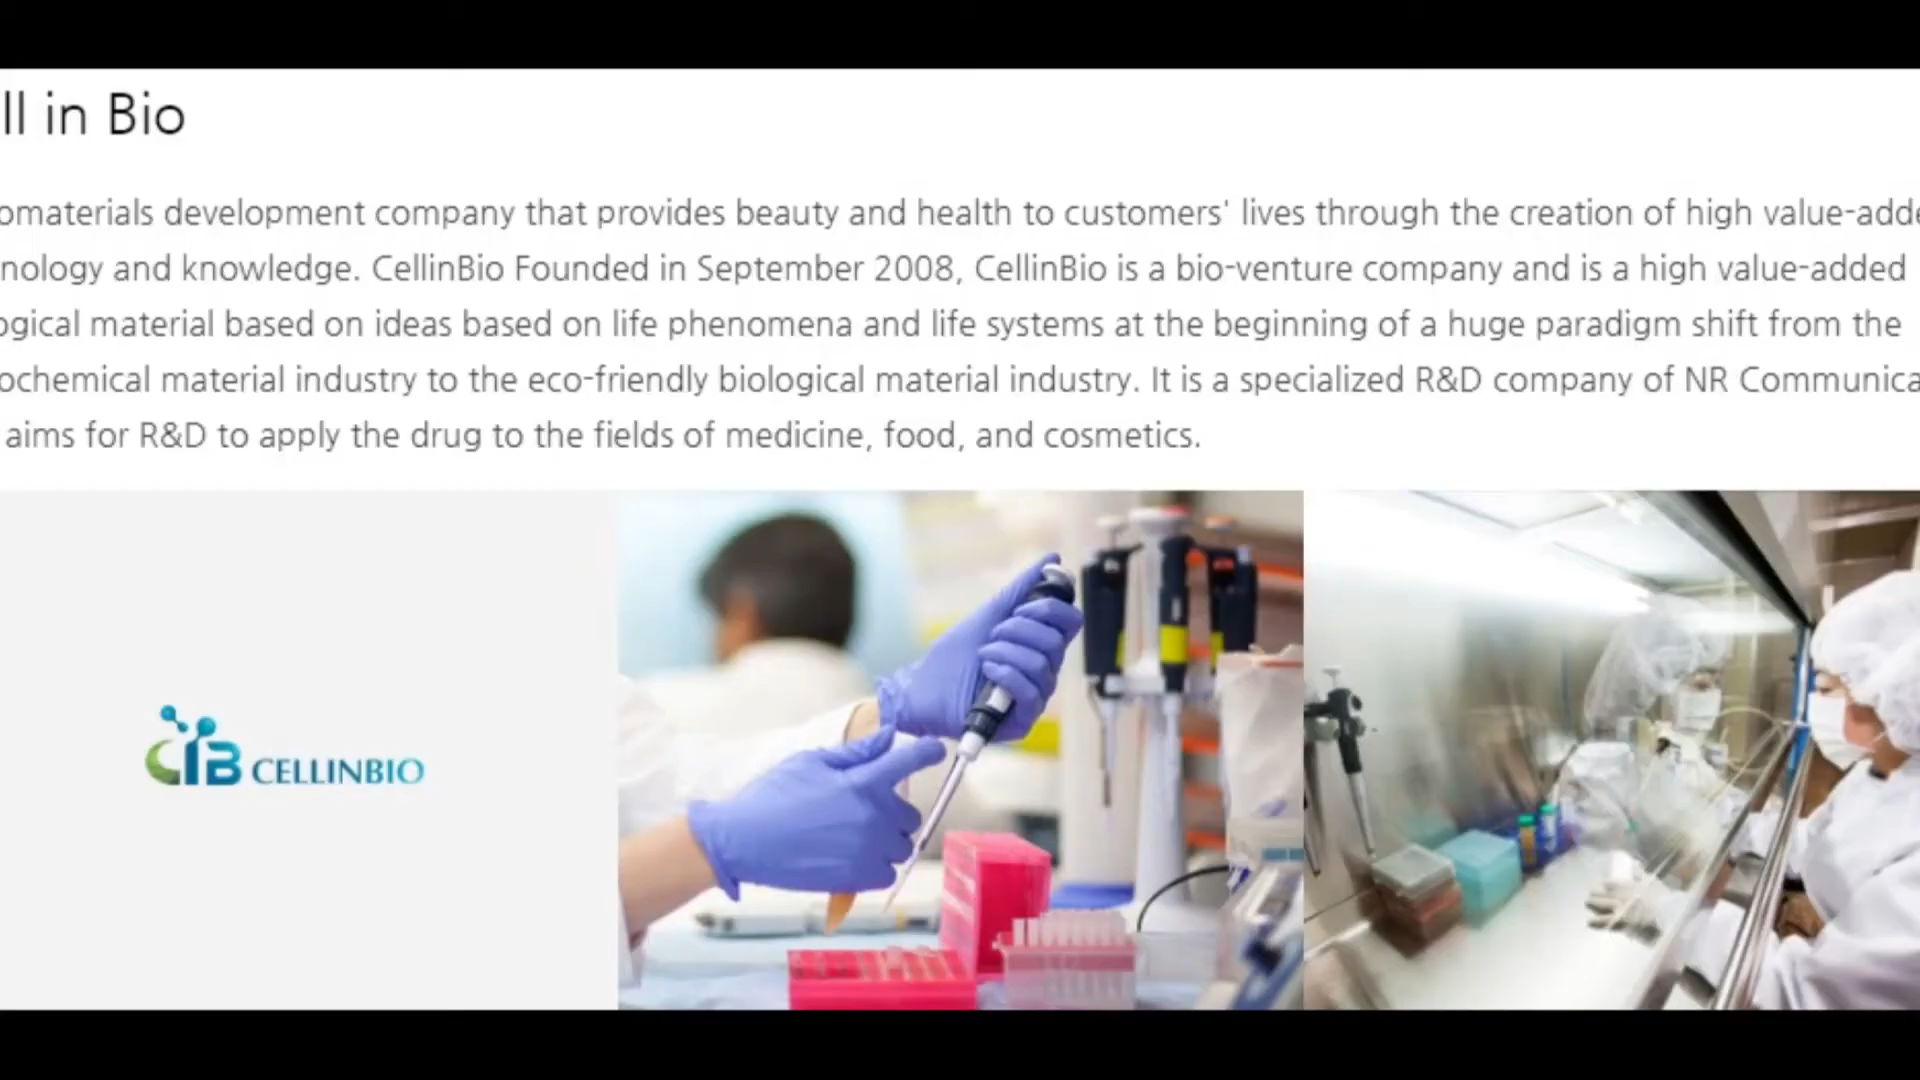 ll in Bio
omaterials development company that provides beauty and health to customers' lives through the creation of high value-adde
nology and knowledge. CellinBio Founded in September 2008, CellinBio is a bio-venture company and is a high value-added
ogical material based on ideas based on life phenomena and life systems at the beginning of a huge paradigm shift from the
ochemical material industry to the eco-friendly biological material industry. It is a specialized R&D company of NR Communica
aims for R&D to apply the drug to the fields of medicine, food, and cosmetics.
CIB CELLINBIO